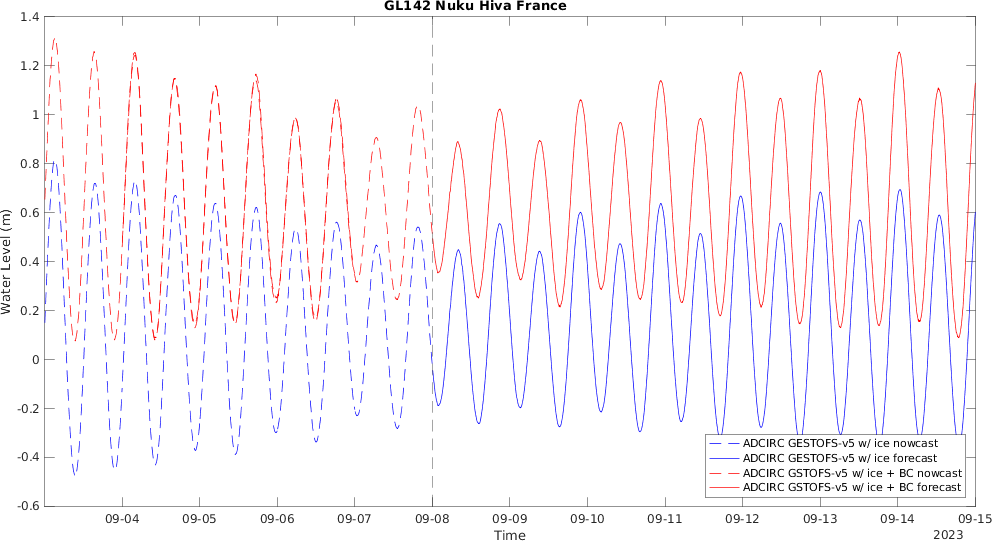 GL142 Nuku Hiva France
1.4
1.2
1
0.8
0.6
0.4
0.2
0
-0.2
-0.4
-0.6
Water Level (m)
ADCIRC GESTOFS-v5 w/ ice nowcast
ADCIRC GESTOFS-v5 w/ ice forecast
ADCIRC GSTOFS-v5 w/ ice + BC nowcast
ADCIRC GSTOFS-v5 w/ ice + BC forecast
09-04 09-05 09-06 09-07 09-08 09-09 09-10 09-11 09-12 09-13 09-14 09-15
Time
2023